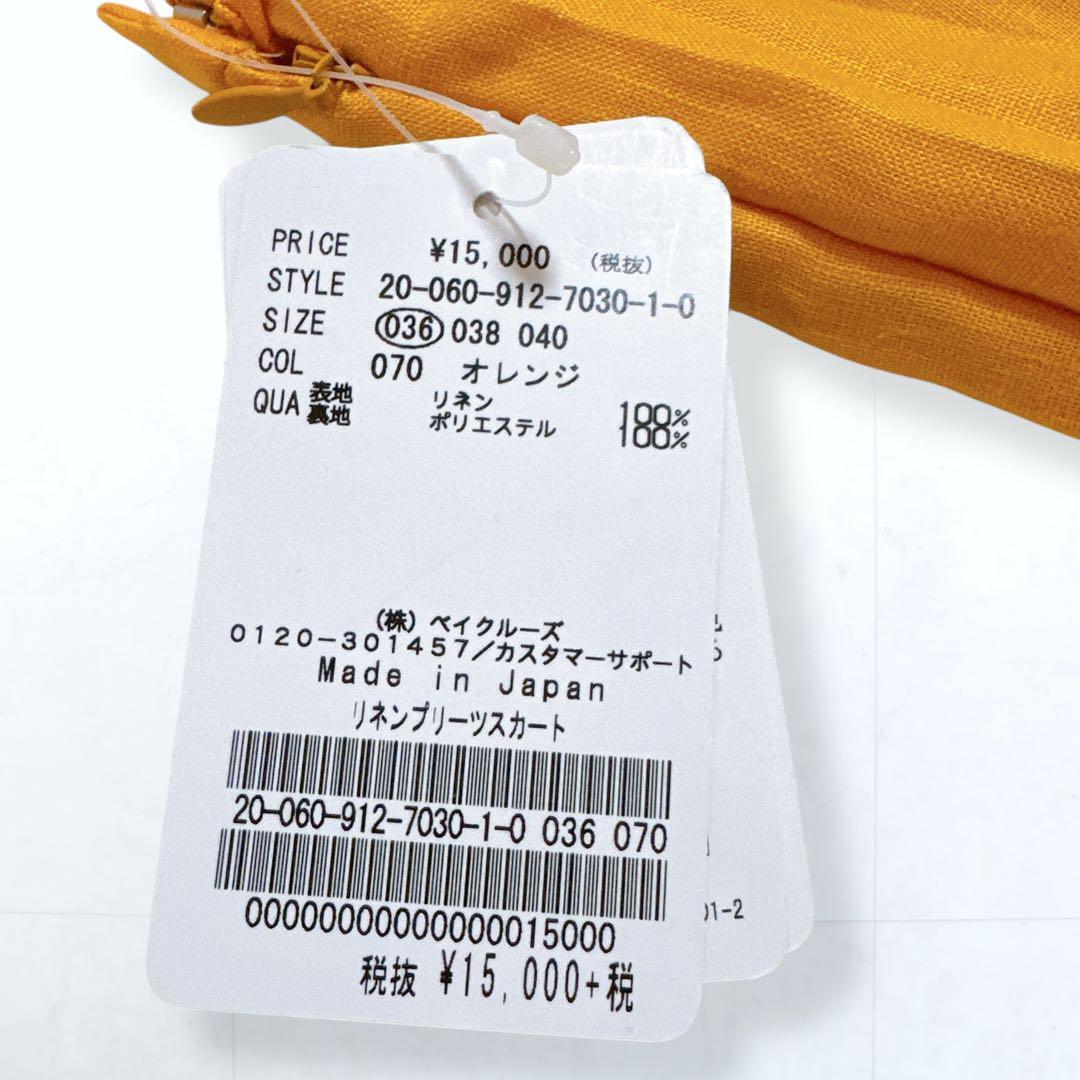 PRICE ¥15,000 (税抜)
STYLE 20-060-912-7030-1-0
SIZE 036 038 040
COL 070 オレンジ
QUA 表地 リネン 100%
裏地 ポリエステル 100%
(株) ベイクルーズ
0120-301457/カスタマーサポート
Made in Japan
リネンプリーツスカート
20-060-912-7030-1-0 036 070
00000000000000015000
税抜 ¥15,000+税
01-2